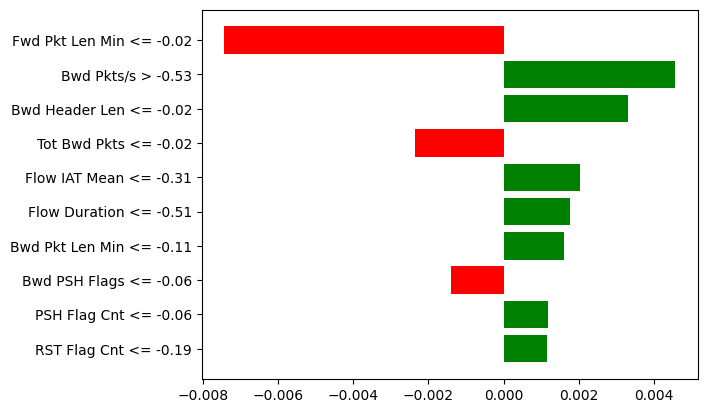 Fwd Pkt Len Min <= -0.02
Bwd Pkts/s > -0.53
Bwd Header Len <= -0.02
Tot Bwd Pkts <= -0.02
Flow IAT Mean <= -0.31
Flow Duration <= -0.51
Bwd Pkt Len Min <= -0.11
Bwd PSH Flags <= -0.06
PSH Flag Cnt <= -0.06
RST Flag Cnt <= -0.19
−0.008 −0.006 −0.004 −0.002 0.000 0.002 0.004